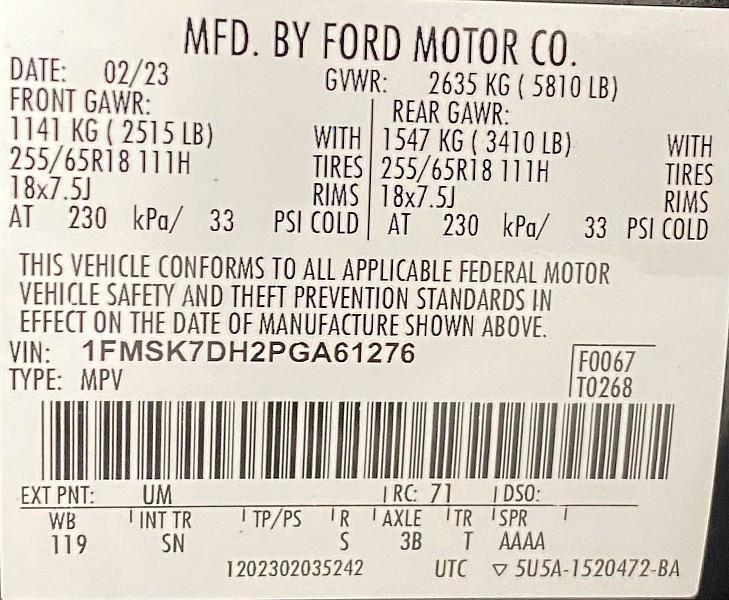 MFD. BY FORD MOTOR CO.
DATE: 02/23 GVWR: 2635 KG ( 5810 LB)
FRONT GAWR: REAR GAWR:
1141 KG ( 2515 LB) WITH 1547 KG ( 3410 LB) WITH
255/65R18 111H TIRES 255/65R18 111H TIRES
18x7.5J RIMS 18x7.5J RIMS
AT 230 kPa/ 33 PSI COLD AT 230 kPa/ 33 PSI COLD
THIS VEHICLE CONFORMS TO ALL APPLICABLE FEDERAL MOTOR
VEHICLE SAFETY AND THEFT PREVENTION STANDARDS IN
EFFECT ON THE DATE OF MANUFACTURE SHOWN ABOVE.
VIN: 1FMSK7DH2PGA61276 F0067
TYPE: MPV T0268
EXT PNT: UM RC: 71 DSO:
WB INT TR TP/PS R AXLE TR SPR
119 SN S 3B T AAAA
1202302035242 UTC ▽ 5U5A-1520472-BA